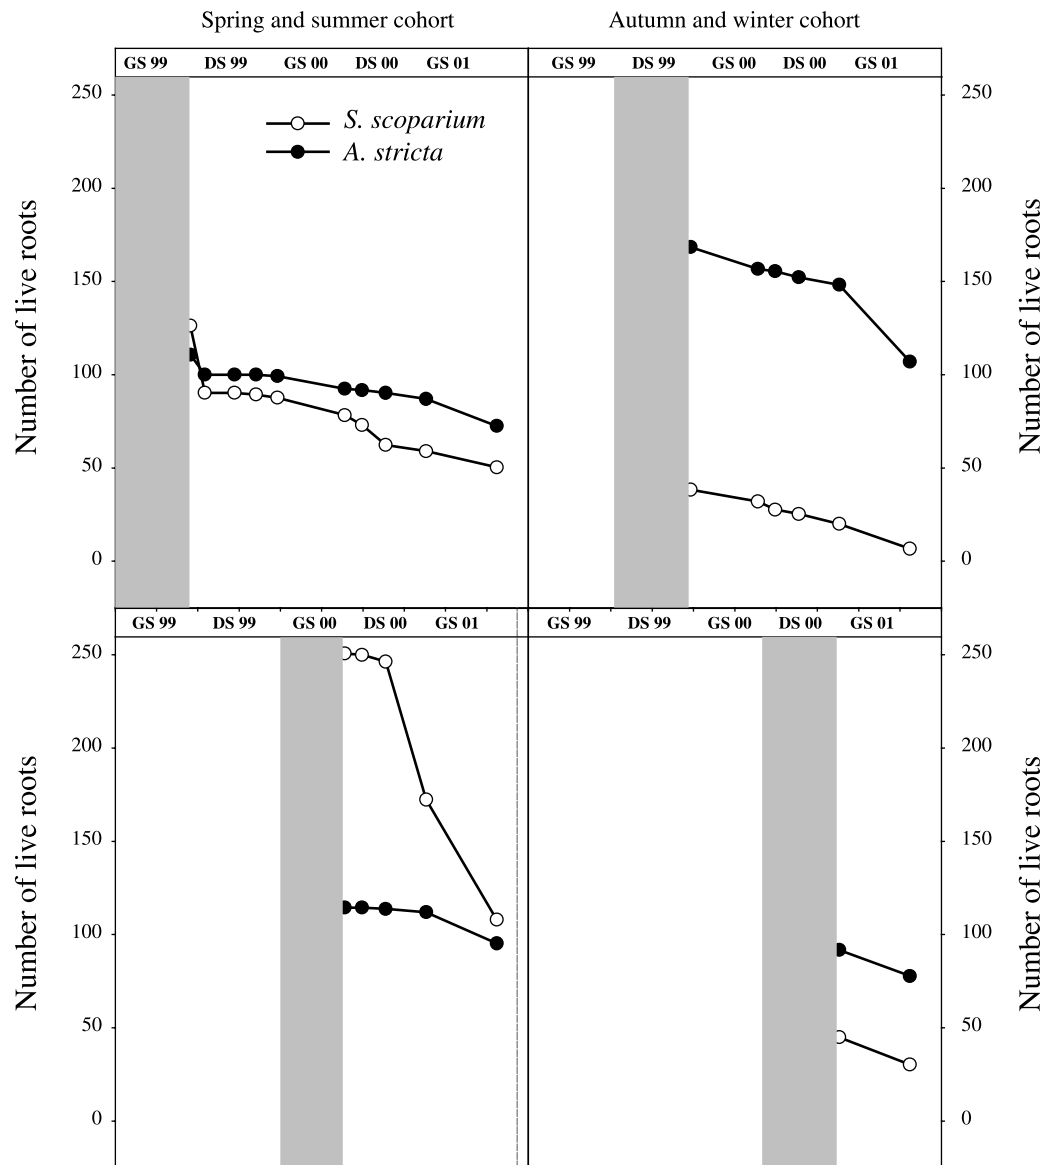 Spring and summer cohort Autumn and winter cohort
GS 99 DS 99 GS 00 DS 00 GS 01 GS 99 DS 99 GS 00 DS 00 GS 01
250 250
S. scoparium
A. stricta
200 200
150 150
100 100
50 50
0 0
Number of live roots
Number of live roots
GS 99 DS 99 GS 00 DS 00 GS 01 GS 99 DS 99 GS 00 DS 00 GS 01
250 250
200 200
150 150
100 100
50 50
0 0
Number of live roots
Number of live roots